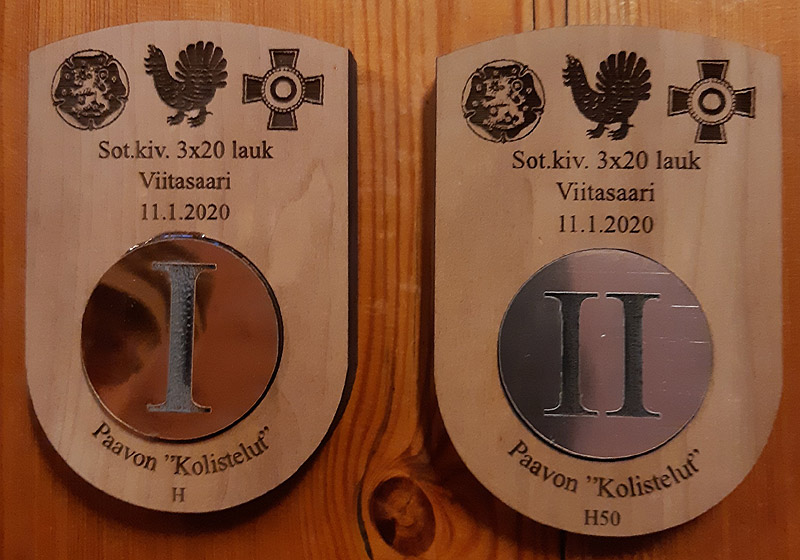 Sot.kiv. 3x20 lauk
Viitasaari
11.1.2020
I
Paavon ”Kolistelut”
H
Sot.kiv. 3x20 lauk
Viitasaari
11.1.2020
II
Paavon ”Kolistelut”
H50